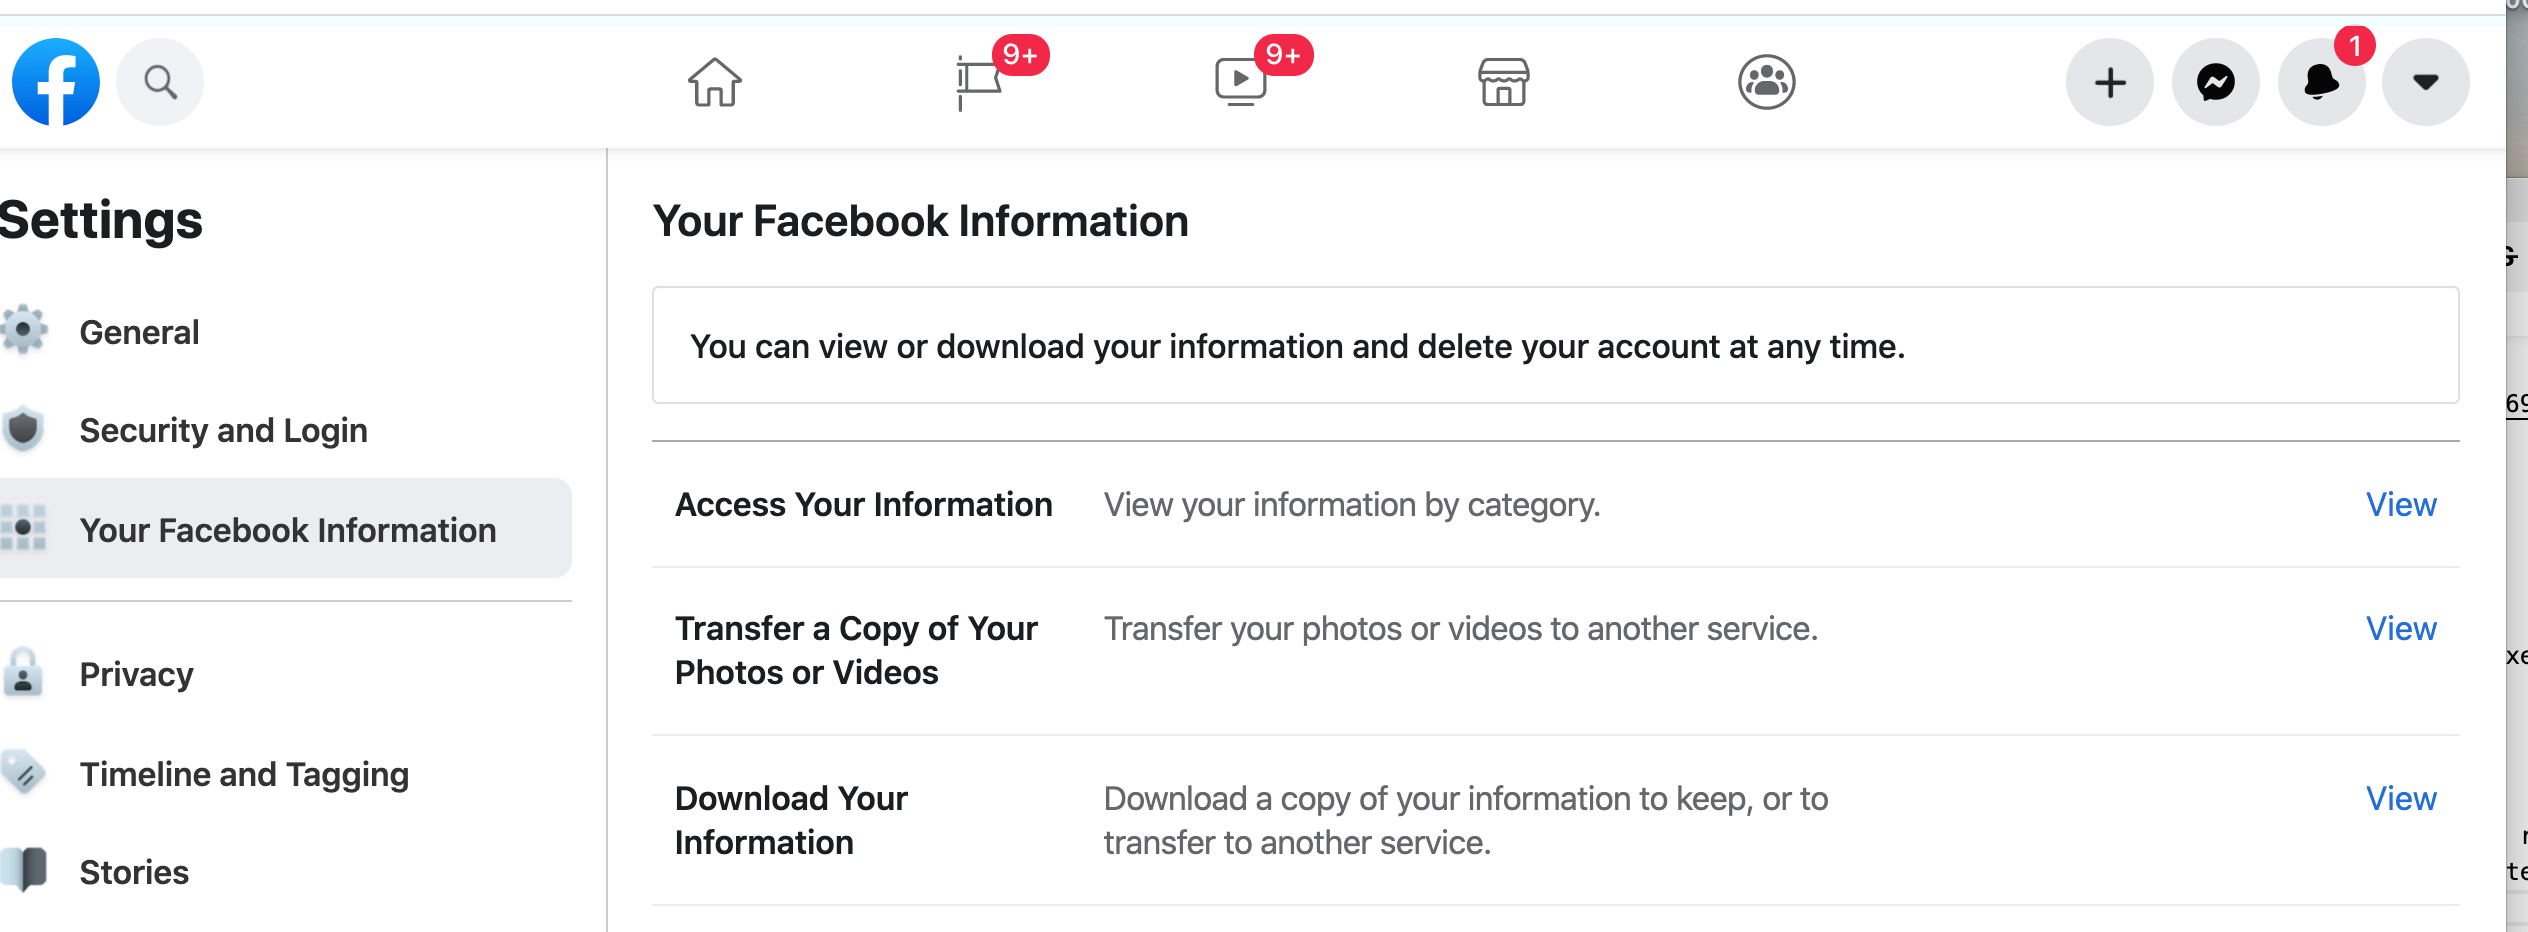 9+
9+
1
Settings
General
Security and Login
Your Facebook Information
Privacy
Timeline and Tagging
Stories
Your Facebook Information
You can view or download your information and delete your account at any time.
Access Your Information
View your information by category.
View
Transfer a Copy of Your
Photos or Videos
Transfer your photos or videos to another service.
View
Download Your
Information
Download a copy of your information to keep, or to
transfer to another service.
View